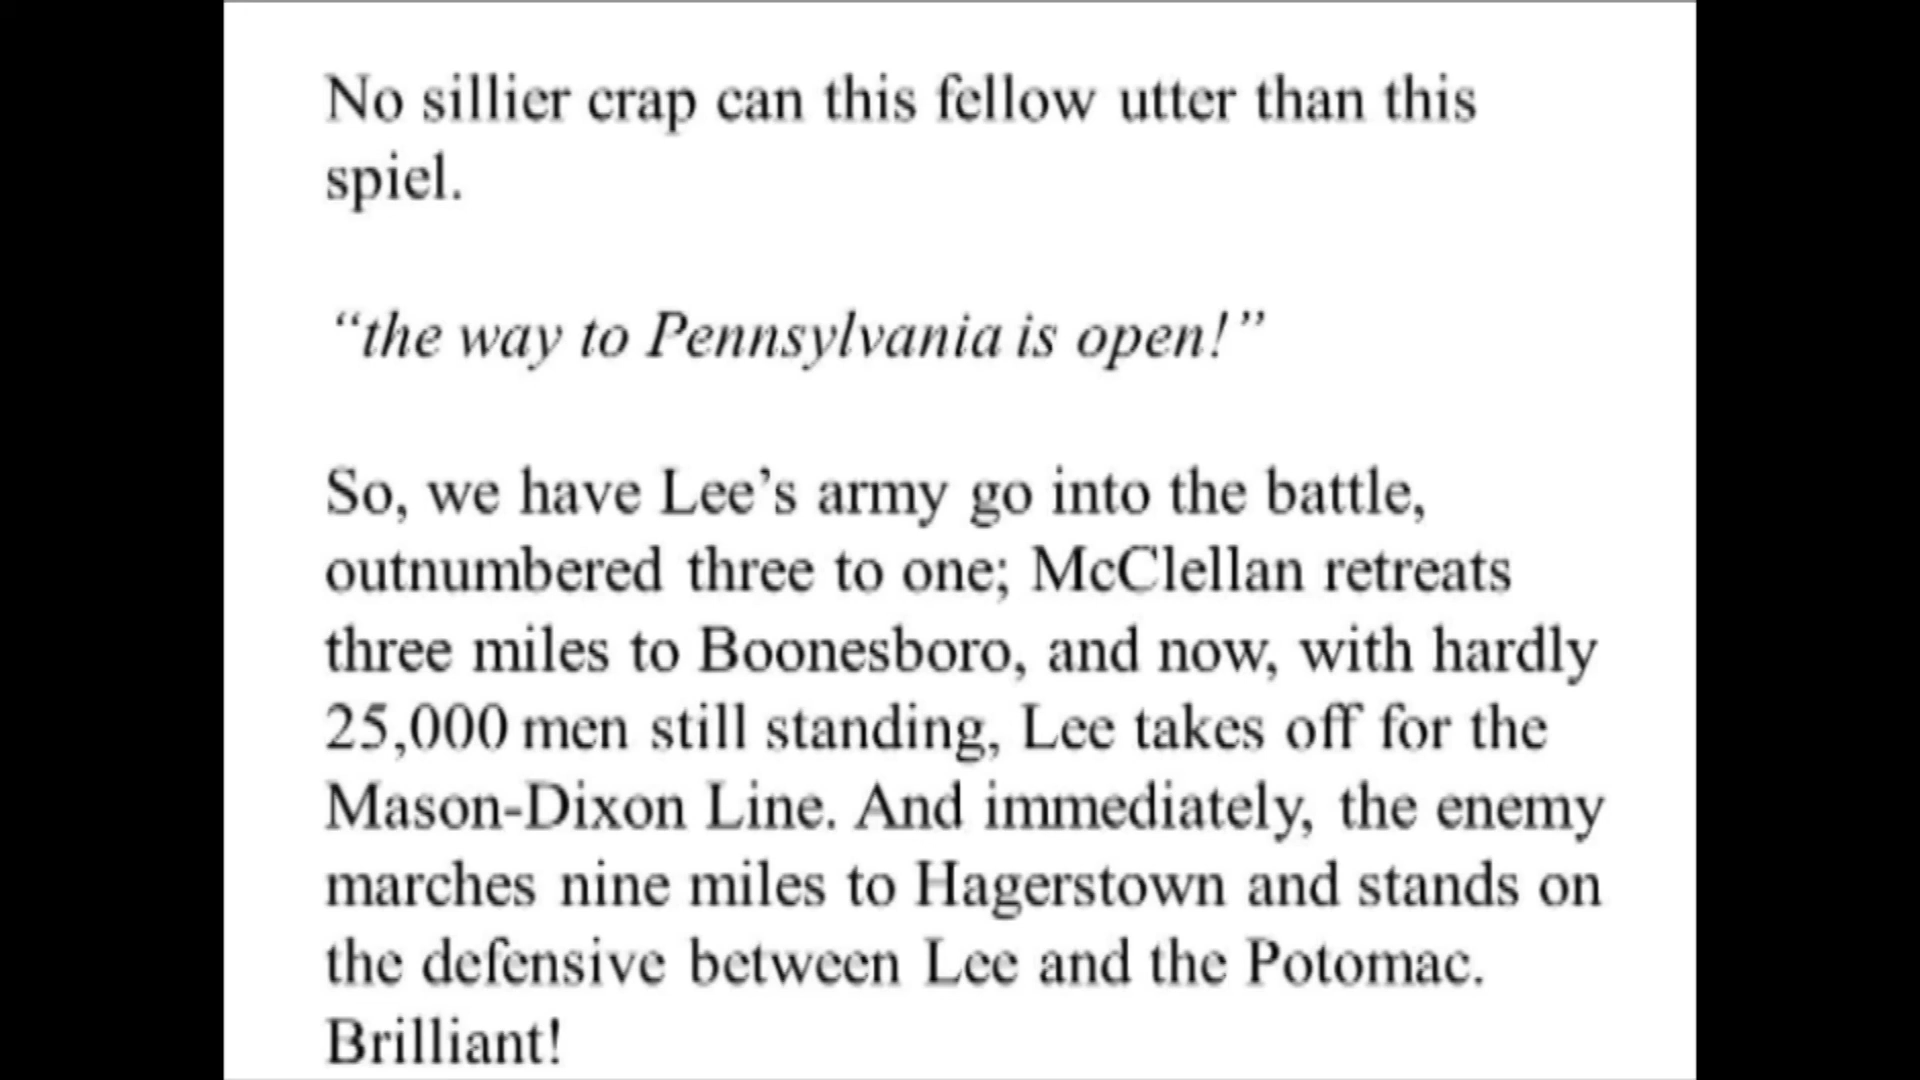 No sillier crap can this fellow utter than this
spiel.
“the way to Pennsylvania is open!”
So, we have Lee’s army go into the battle,
outnumbered three to one; McClellan retreats
three miles to Boonesboro, and now, with hardly
25,000 men still standing, Lee takes off for the
Mason-Dixon Line. And immediately, the enemy
marches nine miles to Hagerstown and stands on
the defensive between Lee and the Potomac.
Brilliant!